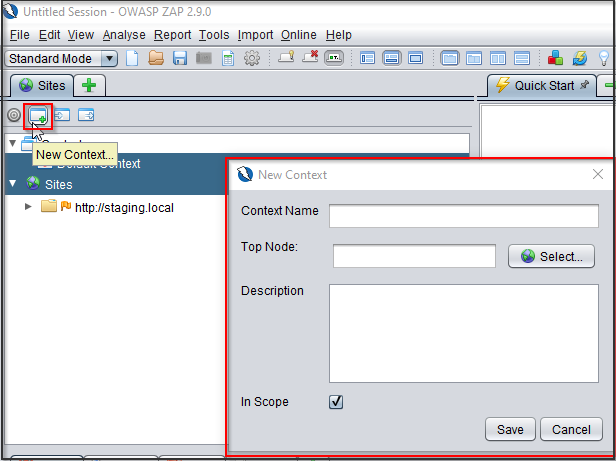 Untitled Session - OWASP ZAP 2.9.0
File Edit View Analyse Report Tools Import Online Help
Standard Mode
Sites
Quick Start
New Context...
Default Context
Sites
http://staging.local
New Context
Context Name
Top Node:
Select...
Description
In Scope
Save Cancel